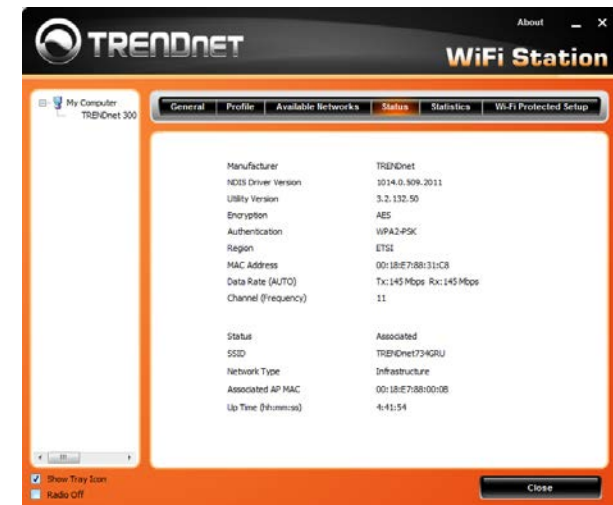 About
TRENDnet
WiFi Station
My Computer
TRENDnet 300
General Profile Available Networks Status Statistics Wi-Fi Protected Setup
Manufacturer TRENDnet
NDIS Driver Version 1014.0.509.2011
Utility Version 3.2.132.50
Encryption AES
Authentication WPA2-PSK
Region ETSI
MAC Address 00:18:E7:88:31:C8
Data Rate (AUTO) Tx:145 Mbps Rx:145 Mbps
Channel (Frequency) 11
Status Associated
SSID TRENDnet734GRU
Network Type Infrastructure
Associated AP MAC 00:18:E7:88:00:0B
Up Time (hh:mm:ss) 4:41:54
Show Tray Icon
Radio Off
Close